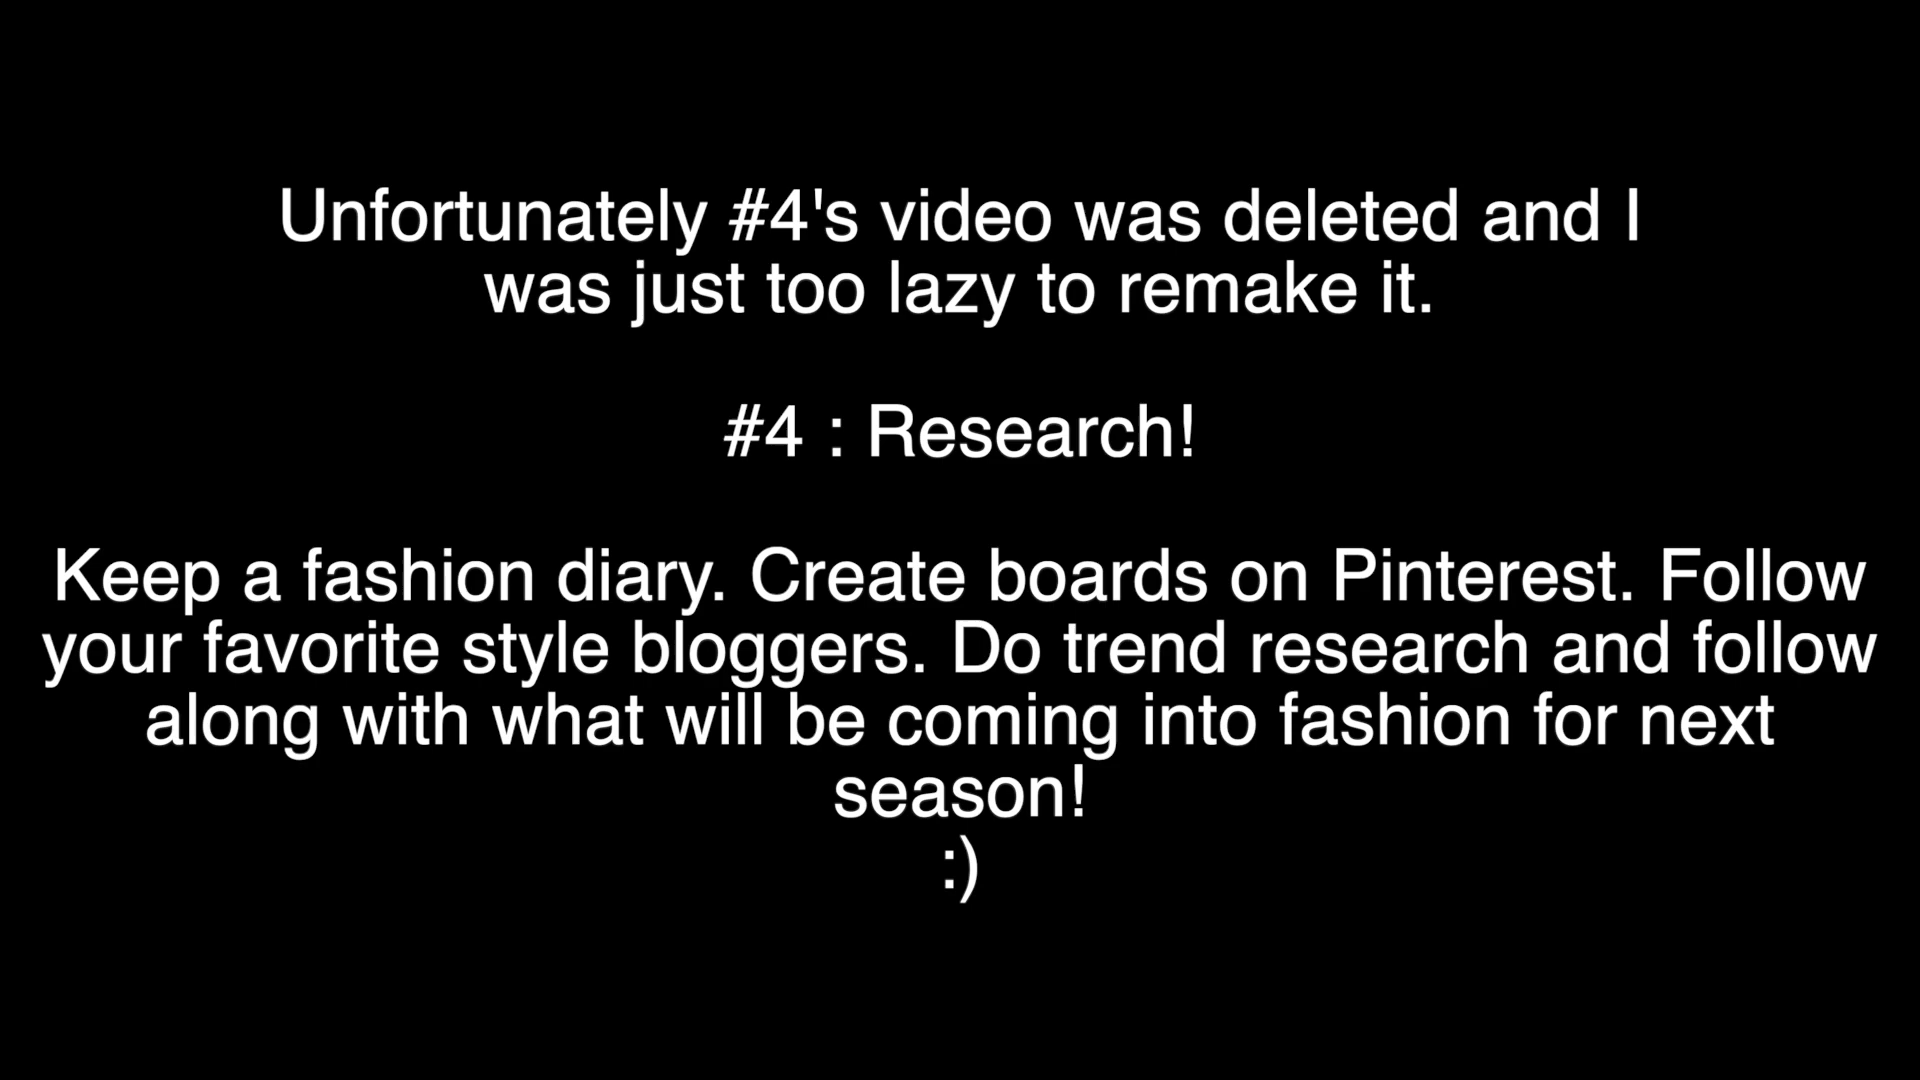 Unfortunately #4's video was deleted and I
was just too lazy to remake it.
#4 : Research!
Keep a fashion diary. Create boards on Pinterest. Follow
your favorite style bloggers. Do trend research and follow
along with what will be coming into fashion for next
season!
:)